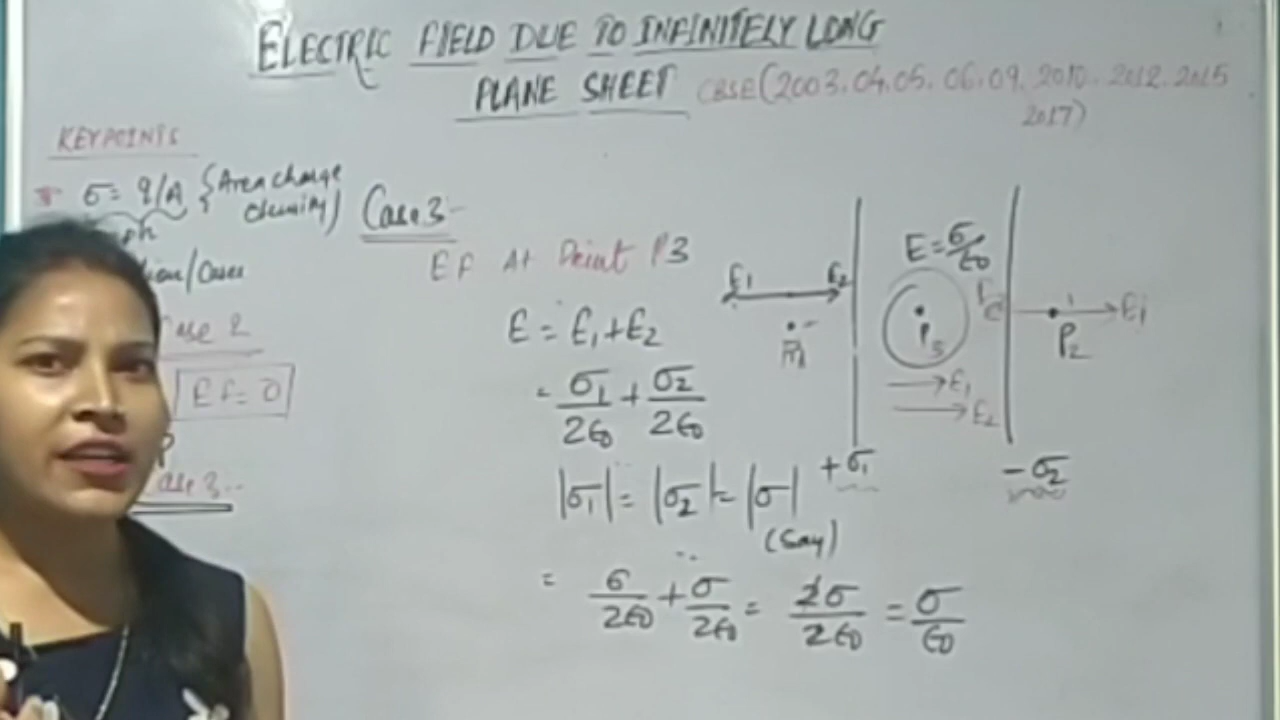 ELECTRIC FIELD DUE TO INFINITELY LONG
PLANE SHEET CBSE(2003.04.05.06.09.2010.2012.2015
2017)
KEYPOINTS
σ = q/A {Area charge
density}
Case 2
EF = 0
Case 3..
Case 3-
EF At Point P3
E = E1+E2
= σ1/2ϵ0 + σ2/2ϵ0
|σ1| = |σ2| = |σ|
(Say)
= σ/2ϵ0 + σ/2ϵ0 = 2σ/2ϵ0 = σ/ϵ0
E1 E2
P1
E = σ/ϵ0
P3
E1
E2
E1
P2
+σ1
-σ2